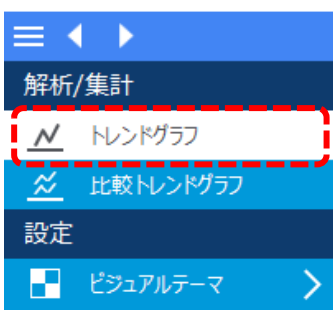 解析/集計
トレンドグラフ
比較トレンドグラフ
設定
ビジュアルテーマ